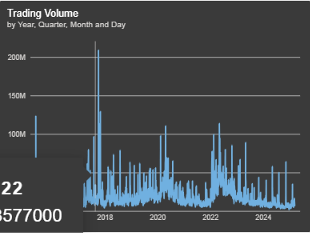 Trading Volume
by Year, Quarter, Month and Day
200M
150M
100M
22
3577000
2018
2020
2022
2024